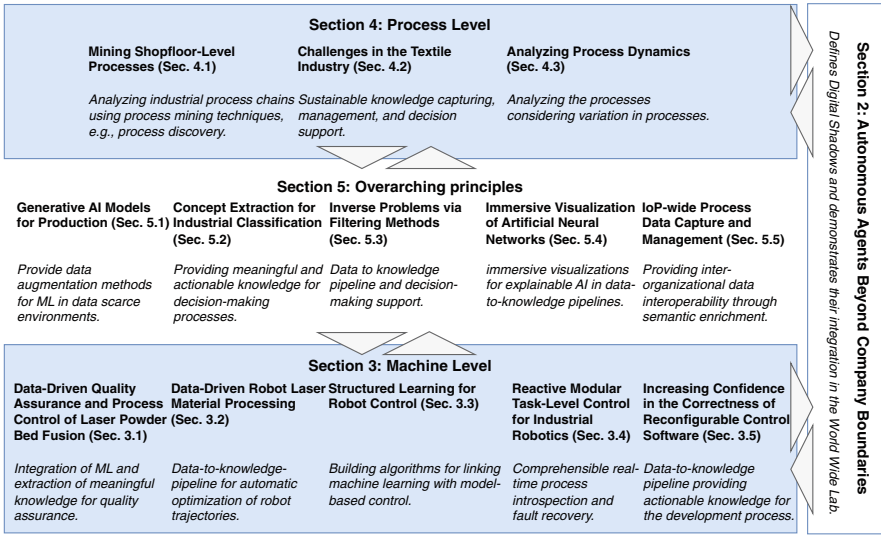 Section 4: Process Level
Mining Shopfloor-Level
Processes (Sec. 4.1)
Analyzing industrial process chains
using process mining techniques,
e.g., process discovery.
Challenges in the Textile
Industry (Sec. 4.2)
Sustainable knowledge capturing,
management, and decision
support.
Analyzing Process Dynamics
(Sec. 4.3)
Analyzing the processes
considering variation in processes.
Section 5: Overarching principles
Generative AI Models
for Production (Sec. 5.1)
Provide data
augmentation methods
for ML in data scarce
environments.
Concept Extraction for
Industrial Classification
(Sec. 5.2)
Providing meaningful and
actionable knowledge for
decision-making
processes.
Inverse Problems via
Filtering Methods
(Sec. 5.3)
Data to knowledge
pipeline and decision-
making support.
Immersive Visualization
of Artificial Neural
Networks (Sec. 5.4)
immersive visualizations
for explainable AI in data-
to-knowledge pipelines.
IoP-wide Process
Data Capture and
Management (Sec. 5.5)
Providing inter-
organizational data
interoperability through
semantic enrichment.
Section 3: Machine Level
Data-Driven Quality
Assurance and Process
Control of Laser Powder
Bed Fusion (Sec. 3.1)
Integration of ML and
extraction of meaningful
knowledge for quality
assurance.
Data-Driven Robot Laser
Material Processing
(Sec. 3.2)
Data-to-knowledge-
pipeline for automatic
optimization of robot
trajectories.
Structured Learning for
Robot Control (Sec. 3.3)
Building algorithms for linking
machine learning with model-
based control.
Reactive Modular
Task-Level Control
for Industrial
Robotics (Sec. 3.4)
Comprehensible real-
time process
introspection and
fault recovery.
Increasing Confidence
in the Correctness of
Reconfigurable Control
Software (Sec. 3.5)
Data-to-knowledge
pipeline providing
actionable knowledge for
the development process.
Section 2: Autonomous Agents Beyond Company Boundaries
Defines Digital Shadows and demonstrates their integration in the World Wide Lab.